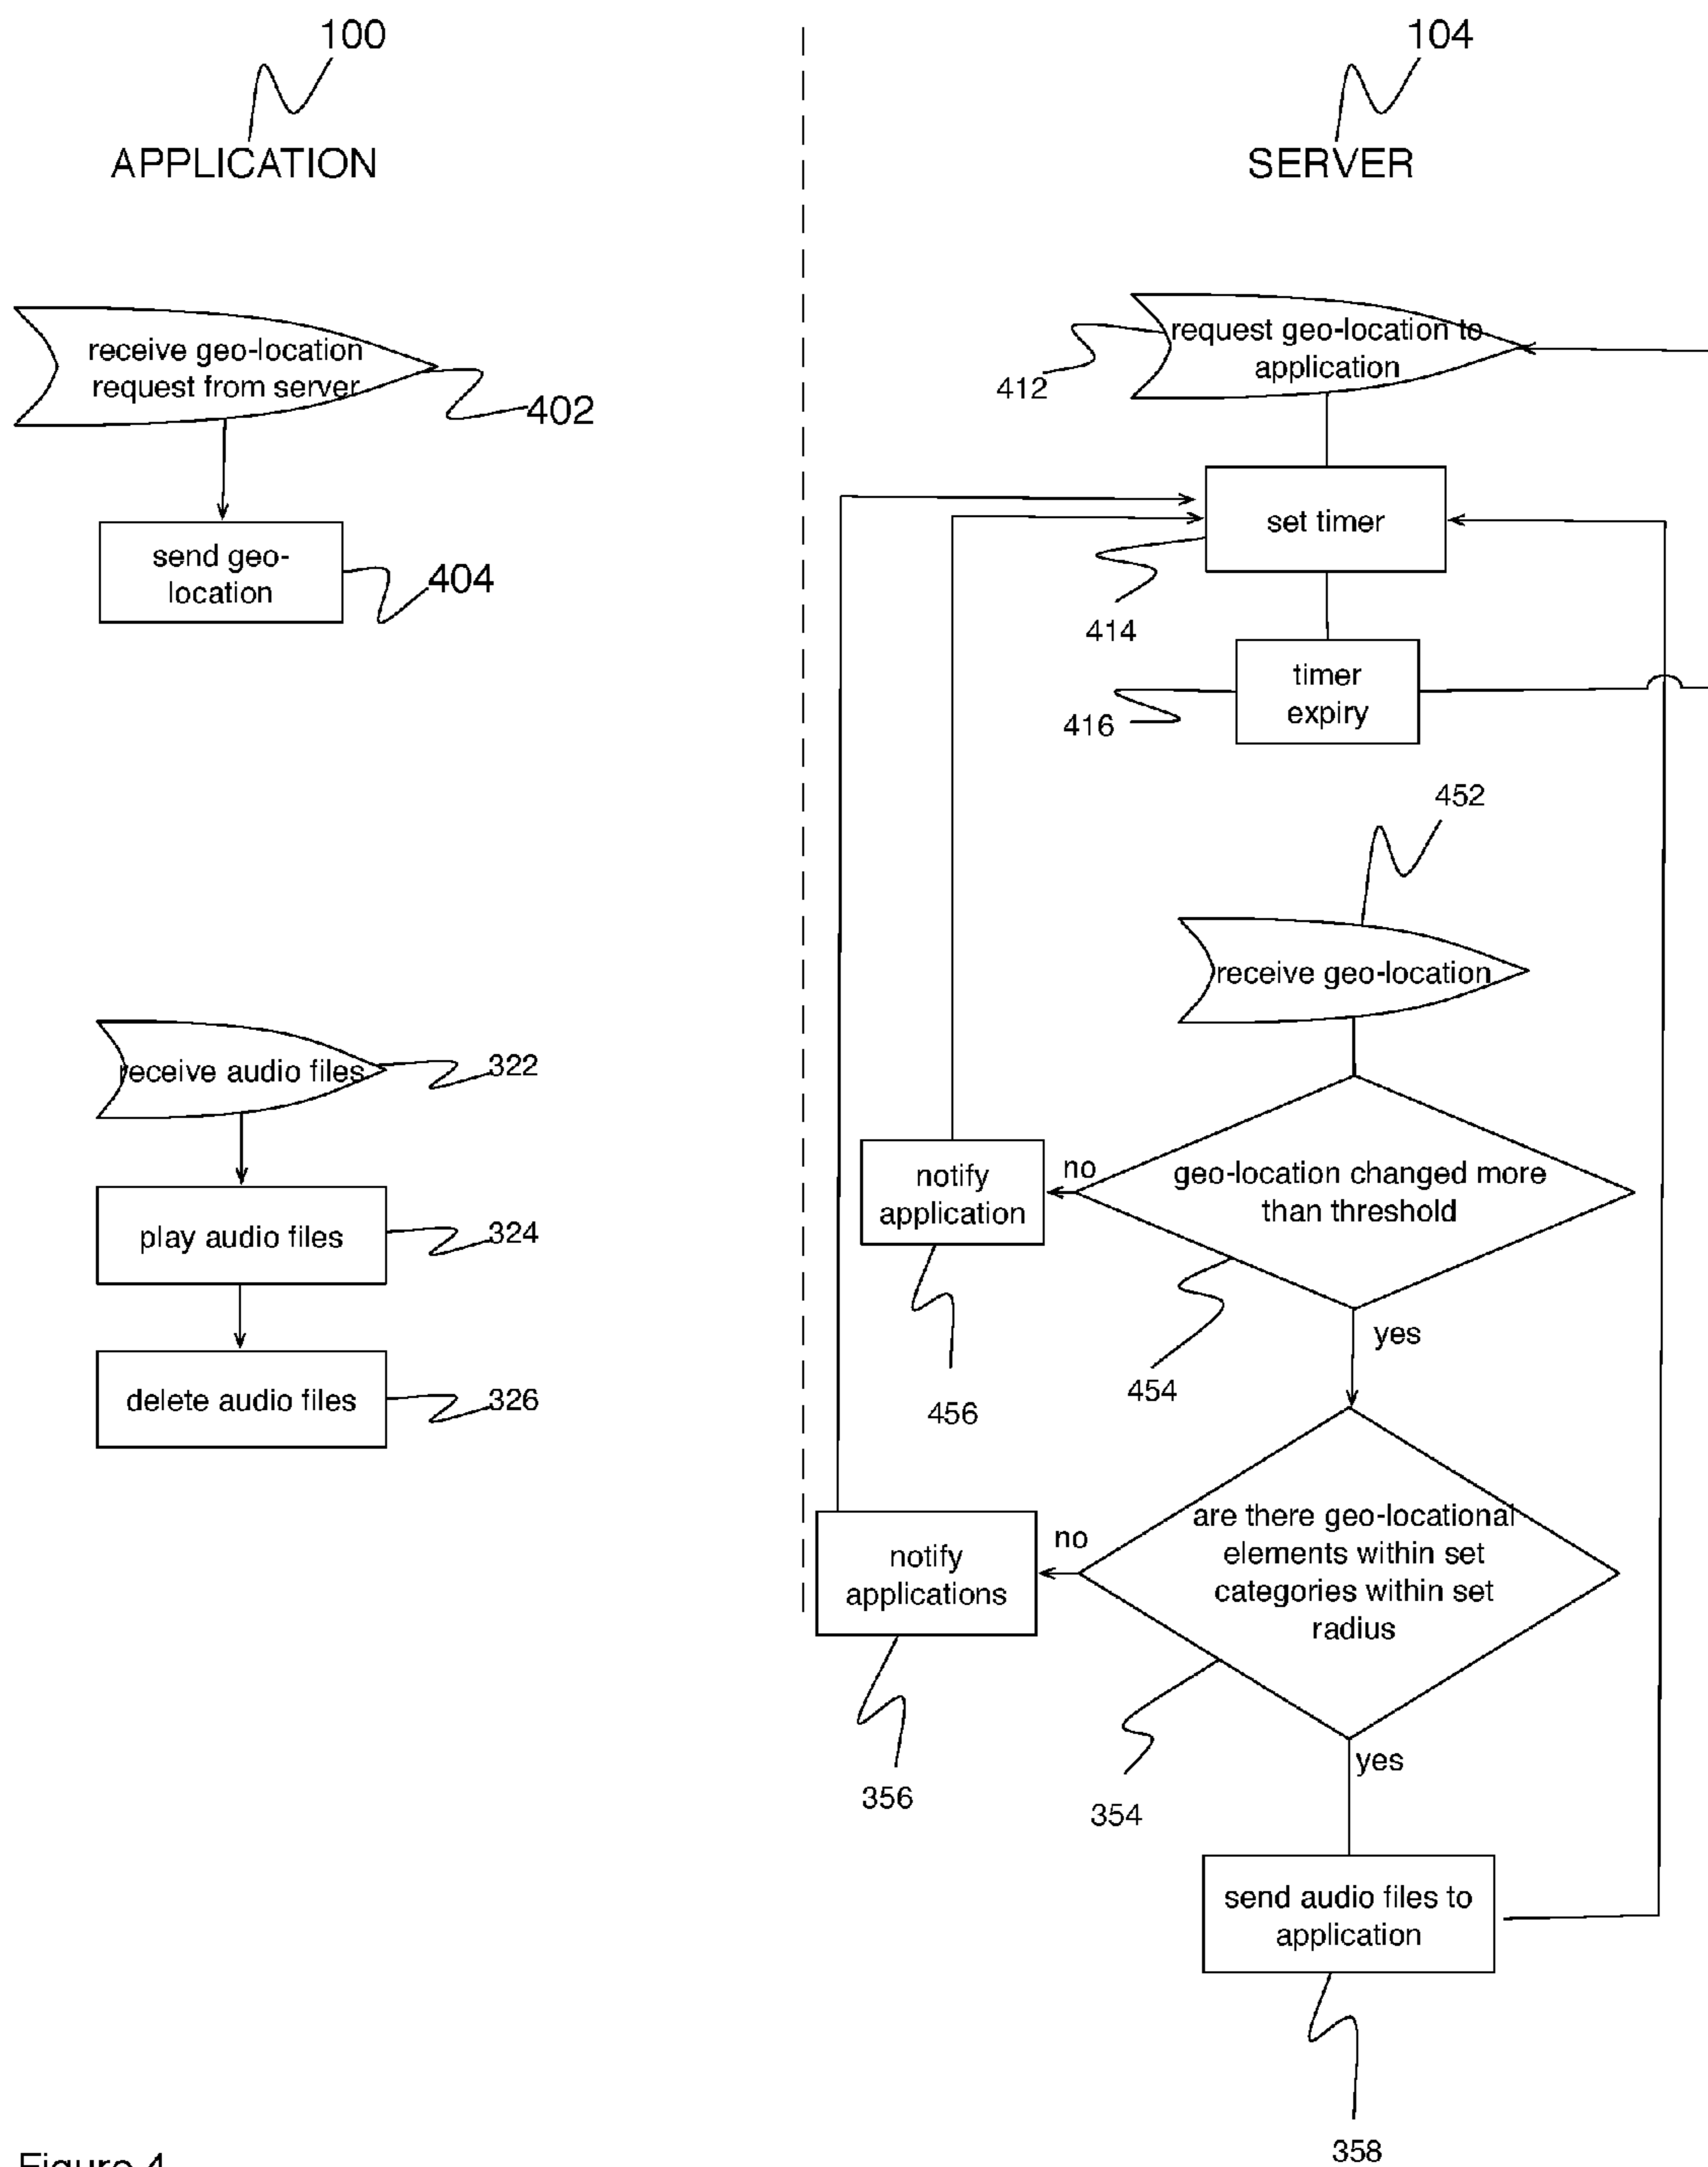 100
APPLICATION
receive geo-location
request from server
402
send geo-
location
404
receive audio files
322
play audio files
324
delete audio files
326
104
SERVER
request geo-location to
application
412
set timer
414
timer
expiry
416
452
receive geo-location
geo-location changed more
than threshold
no
notify
application
456
454
yes
are there geo-locational
elements within set
categories within set
radius
no
notify
applications
356
354
yes
send audio files to
application
358
Figure 4